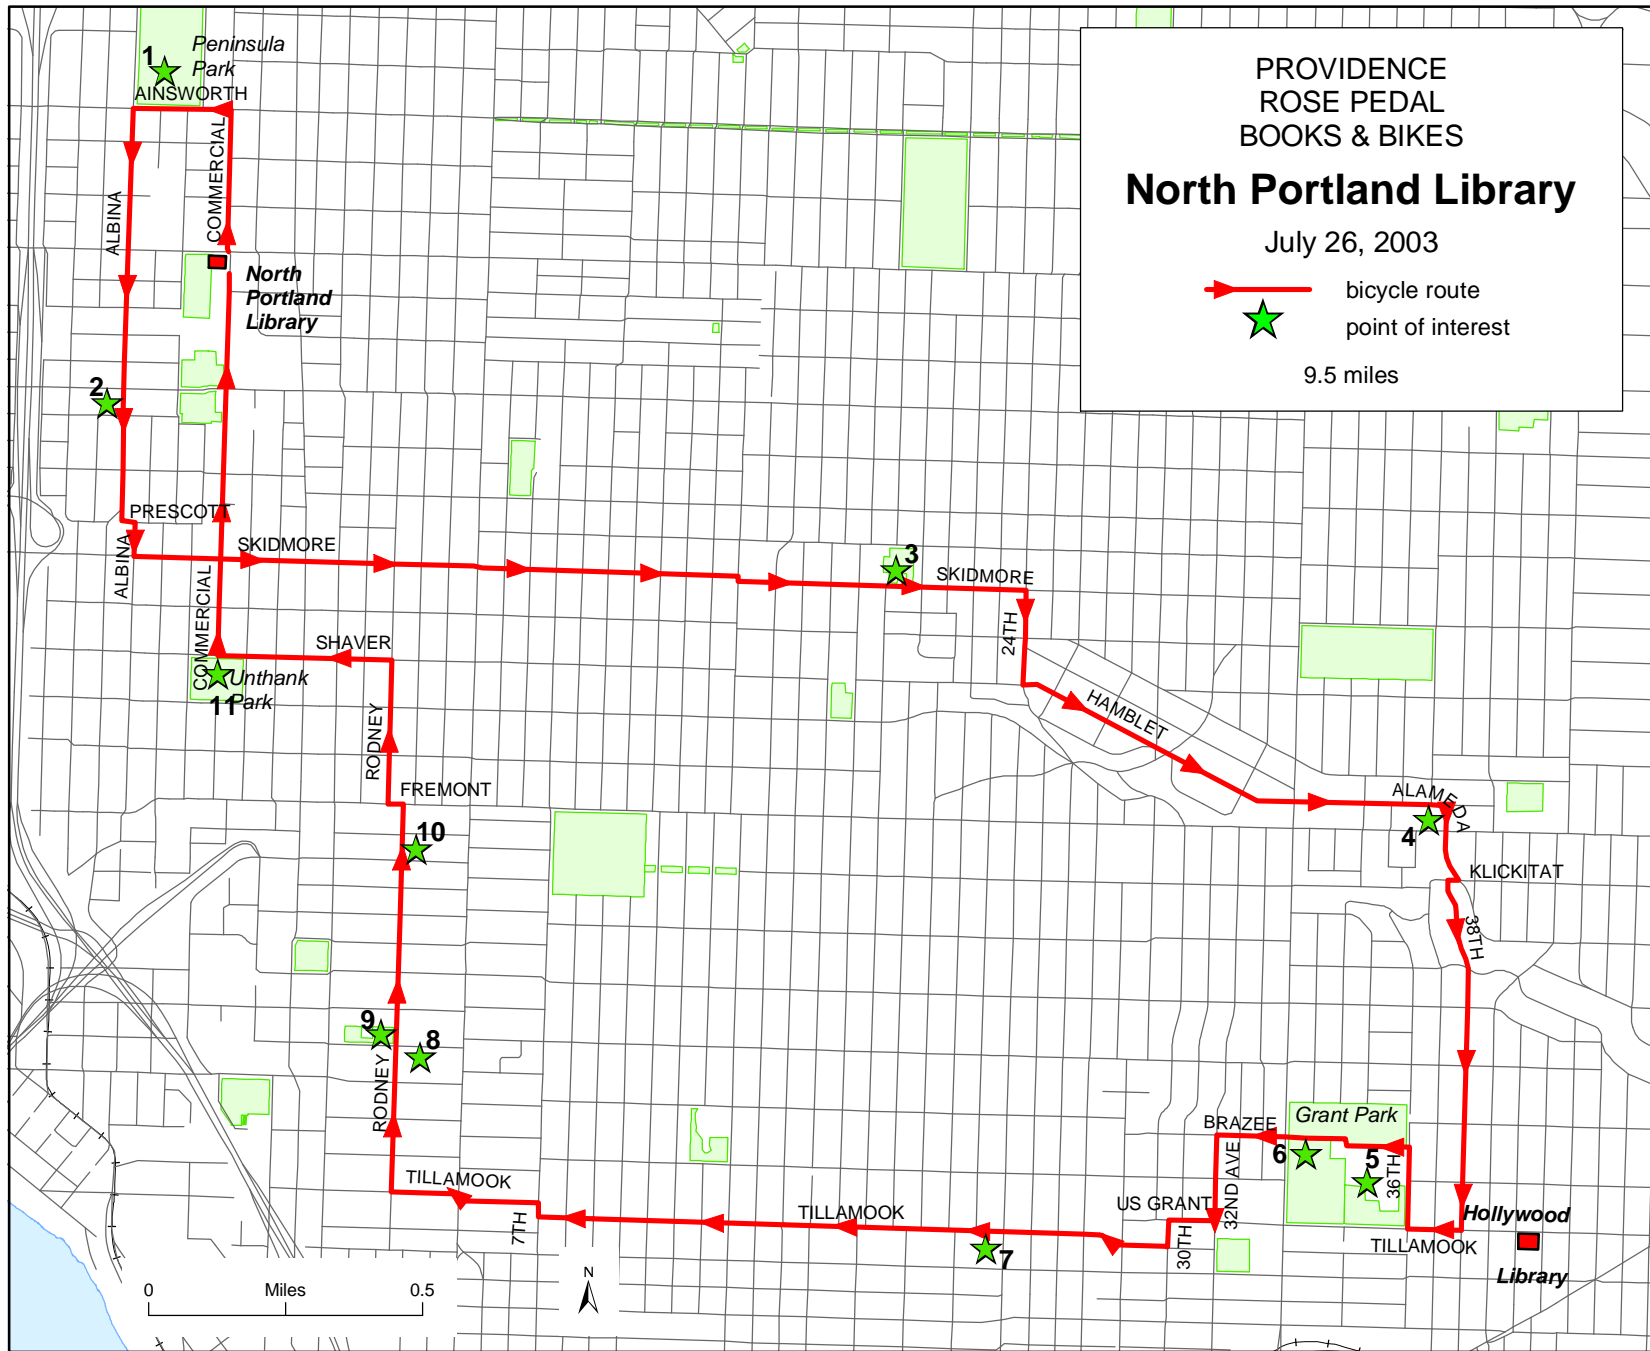 PROVIDENCE
ROSE PEDAL
BOOKS & BIKES
North Portland Library
July 26, 2003
bicycle route
point of interest
9.5 miles
1
Peninsula
Park
AINSWORTH
COMMERCIAL
ALBINA
North
Portland
Library
2
PRESCOTT
ALBINA
SKIDMORE
3
SKIDMORE
24TH
COMMERCIAL
SHAVER
Unthank
Park
11
RODNEY
HAMBLET
FREMONT
ALAMEDA
4
10
KLICKITAT
38TH
9
8
RODNEY
Grant Park
BRAZEE
6
5
36TH
32ND AVE
TILLAMOOK
US GRANT
TILLAMOOK
7TH
30TH
7
Hollywood
TILLAMOOK
Library
0
Miles
0.5
N